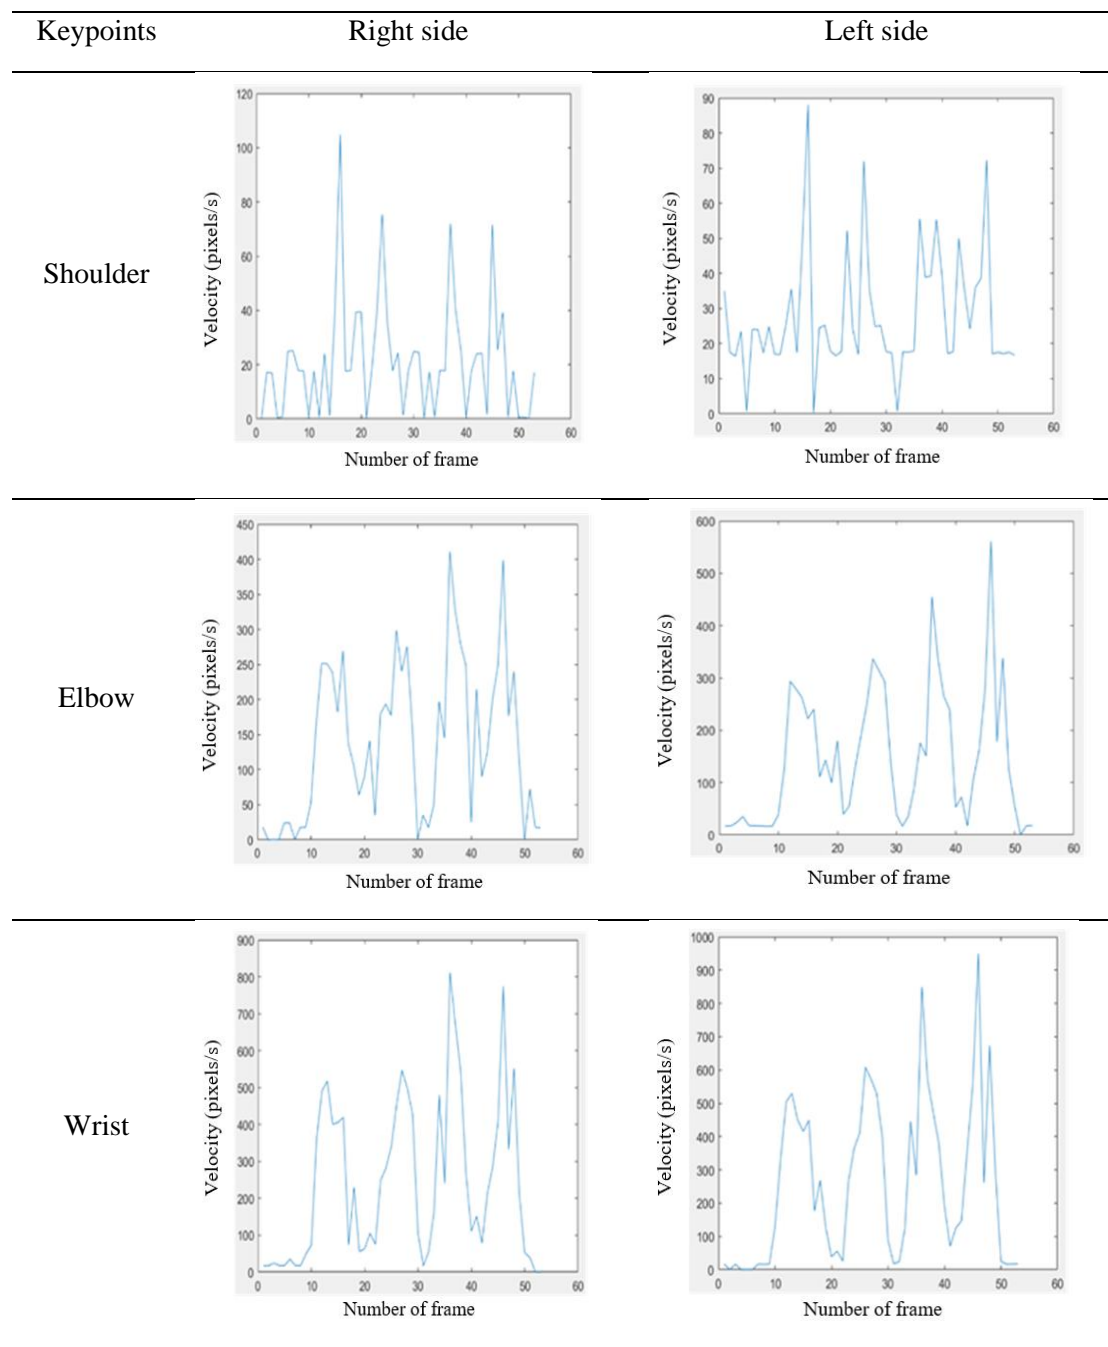 Keypoints Right side Left side
Shoulder
120
100
80
60
40
20
0
0 10 20 30 40 50 60
Velocity (pixels/s)
Number of frame
90
80
70
60
50
40
30
20
10
0
0 10 20 30 40 50 60
Velocity (pixels/s)
Number of frame
Elbow
450
400
350
300
250
200
150
100
50
0
0 10 20 30 40 50 60
Velocity (pixels/s)
Number of frame
600
500
400
300
200
100
0
0 10 20 30 40 50 60
Velocity (pixels/s)
Number of frame
Wrist
900
800
700
600
500
400
300
200
100
0
0 10 20 30 40 50 60
Velocity (pixels/s)
Number of frame
1000
900
800
700
600
500
400
300
200
100
0
0 10 20 30 40 50 60
Velocity (pixels/s)
Number of frame